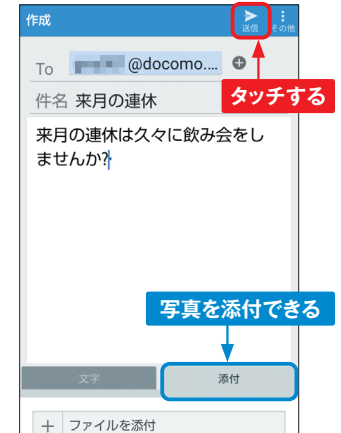 作成
送信
その他
To @docomo....
タッチする
件名 来月の連休
来月の連休は久々に飲み会をし
ませんか?
写真を添付できる
文字
添付
ファイルを添付